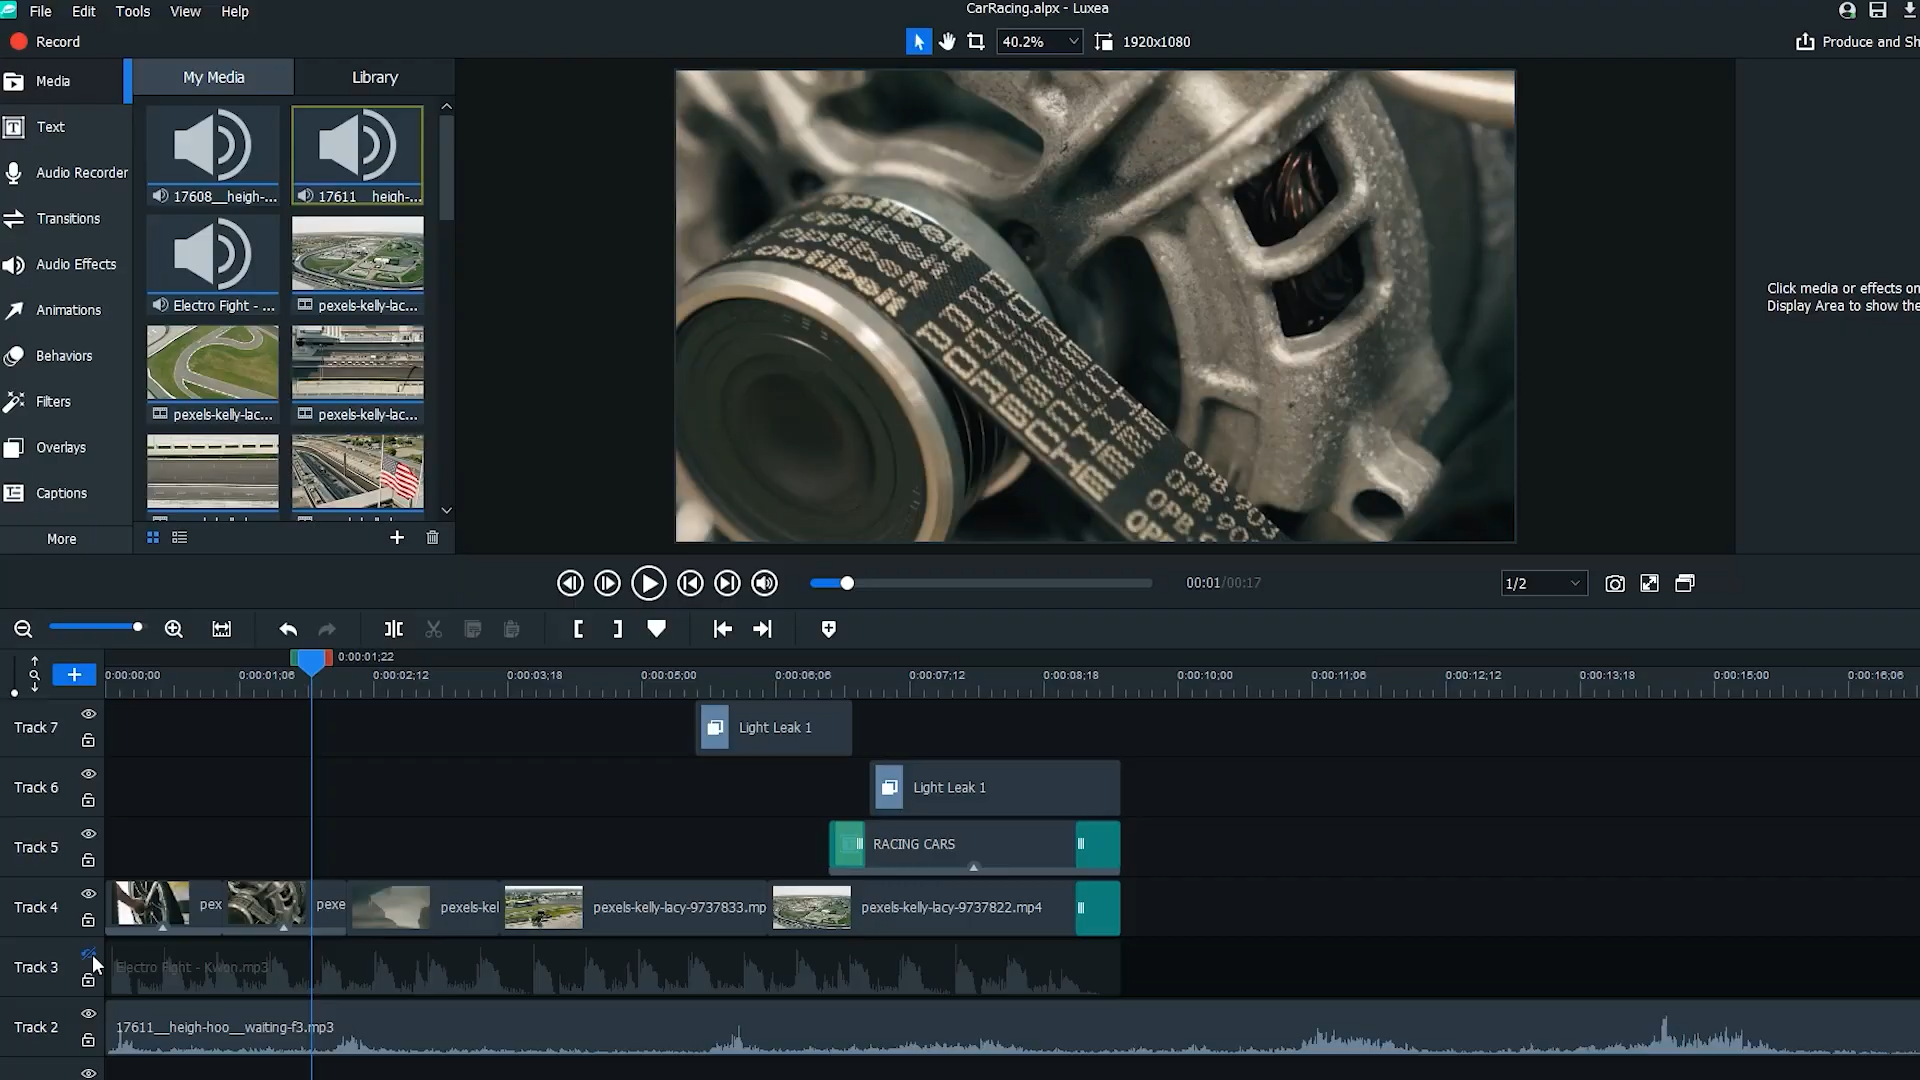 CarRacing.alpx - Luxea
File Edit Tools View Help
Record
40.2%
1920x1080
Produce and Sh
Media
Text
Audio Recorder
Transitions
Audio Effects
Animations
Behaviors
Filters
Overlays
Captions
More
My Media
Library
17608__heigh-...
17611__heigh-...
Electro Fight - ...
pexels-kelly-lac...
pexels-kelly-lac...
pexels-kelly-lac...
optibelt
optibelt
PORSCHE
PORSCHE
OPB.903
OPB.903
Click media or effects on
Display Area to show the
00:01/00:17
1/2
0:00:01;22
0:00:00;00
0:00:01;06
0:00:02;12
0:00:03;18
0:00:05;00
0:00:06;06
0:00:07;12
0:00:08;18
0:00:10;00
0:00:11;06
0:00:12;12
0:00:13;18
0:00:15;00
0:00:16;06
Track 7
Light Leak 1
Track 6
Light Leak 1
Track 5
RACING CARS
Track 4
pex
pexe
pexels-kel
pexels-kelly-lacy-9737833.mp
pexels-kelly-lacy-9737822.mp4
Track 3
Electro Fight - Kwon.mp3
Track 2
17611__heigh-hoo__waiting-f3.mp3